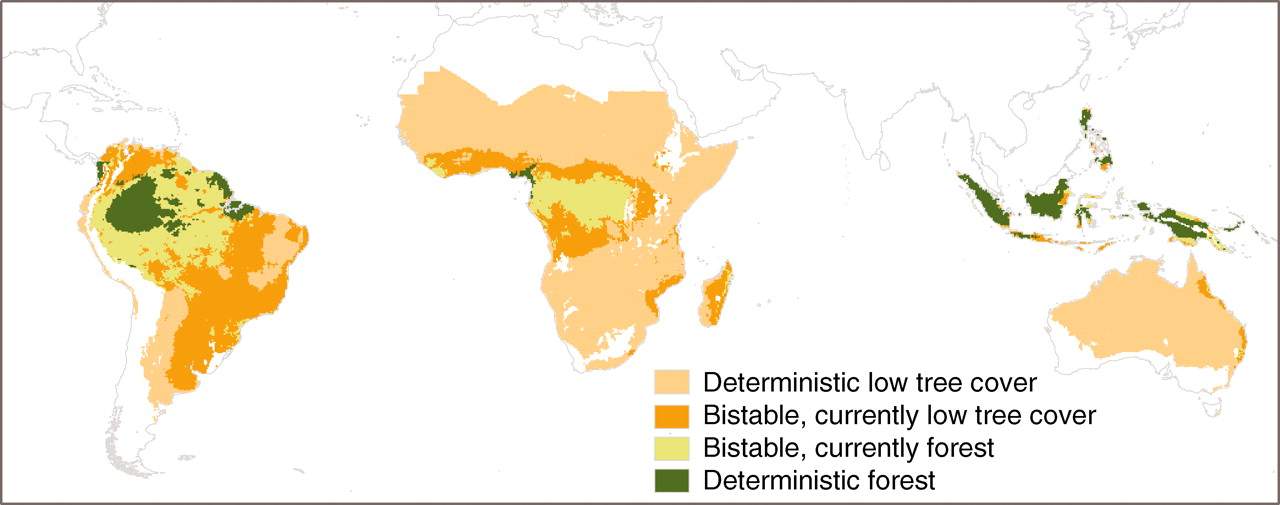 Deterministic low tree cover
Bistable, currently low tree cover
Bistable, currently forest
Deterministic forest